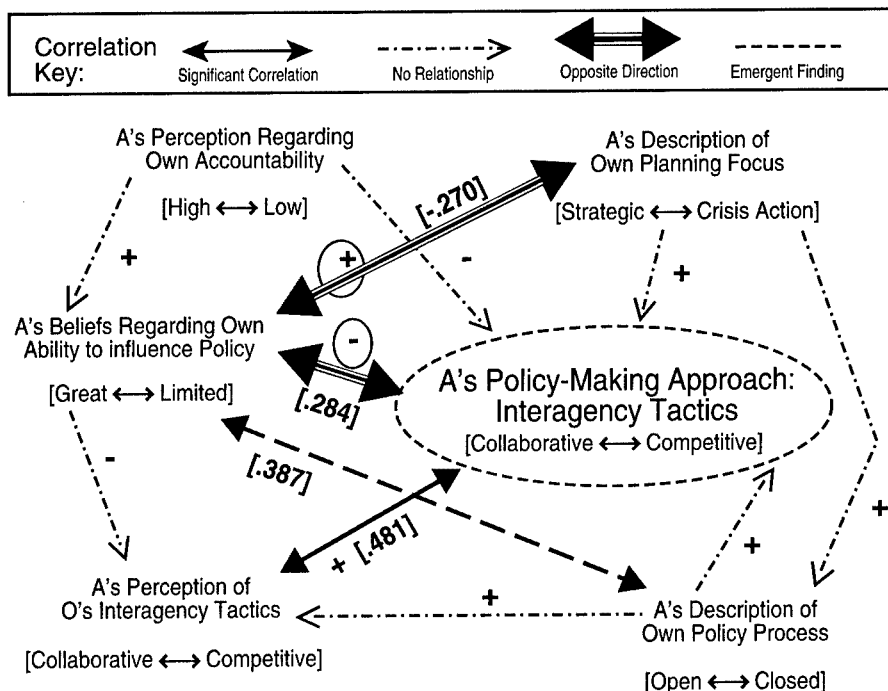 Correlation
Key:
Significant Correlation
No Relationship
Opposite Direction
Emergent Finding
A's Perception Regarding
Own Accountability
[High ⟷ Low]
A's Description of
Own Planning Focus
[Strategic ⟷ Crisis Action]
[-.270]
+
+
-
+
A's Beliefs Regarding Own
Ability to influence Policy
[Great ⟷ Limited]
-
[.284]
A's Policy-Making Approach:
Interagency Tactics
[Collaborative ⟷ Competitive]
-
[.387]
+ [.481]
+
+
A's Perception of
O's Interagency Tactics
[Collaborative ⟷ Competitive]
+
A's Description of
Own Policy Process
[Open ⟷ Closed]